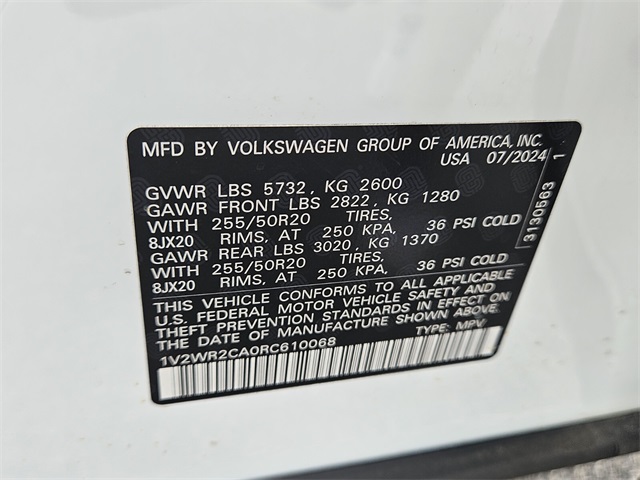 MFD BY VOLKSWAGEN GROUP OF AMERICA, INC.
USA 07/2024
GVWR LBS 5732, KG 2600
GAWR FRONT LBS 2822, KG 1280
WITH 255/50R20 TIRES,
8JX20 RIMS, AT 250 KPA, 36 PSI COLD
GAWR REAR LBS 3020, KG 1370
WITH 255/50R20 TIRES,
8JX20 RIMS, AT 250 KPA, 36 PSI COLD
THIS VEHICLE CONFORMS TO ALL APPLICABLE
U.S. FEDERAL MOTOR VEHICLE SAFETY AND
THEFT PREVENTION STANDARDS IN EFFECT ON
THE DATE OF MANUFACTURE SHOWN ABOVE.
1V2WR2CA0RC610068 TYPE: MPV
3130563 1